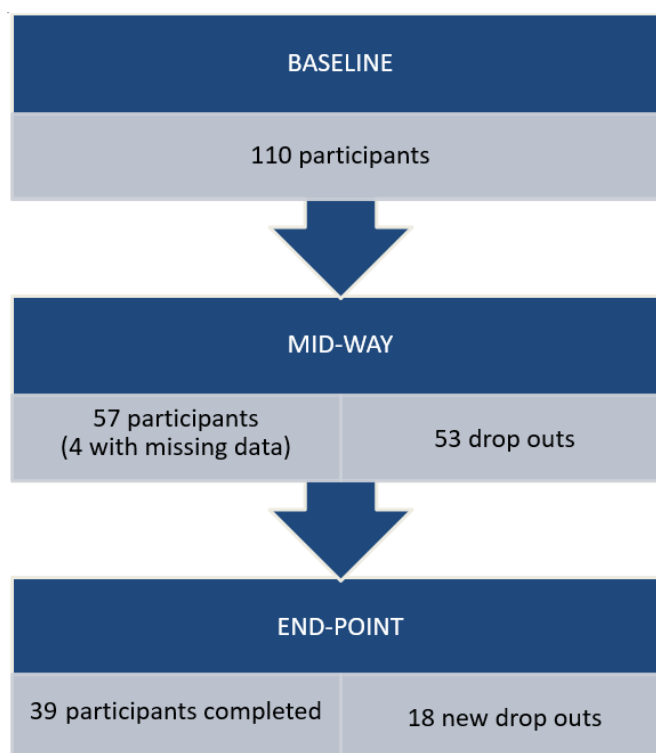 BASELINE
110 participants
MID-WAY
57 participants
(4 with missing data)
53 drop outs
END-POINT
39 participants completed
18 new drop outs